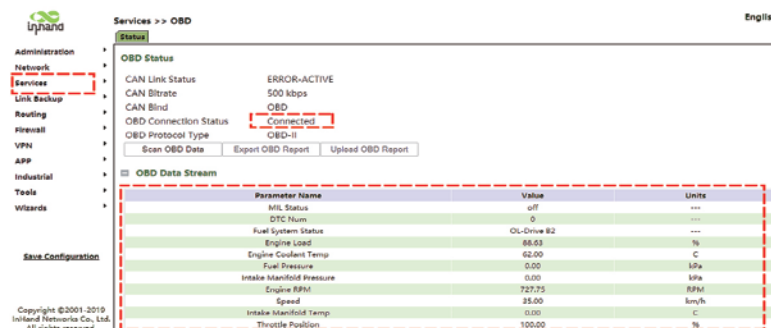 inhand
Services >> OBD
Englis
Status
Administration
Network
Services
Link Backup
Routing
Firewall
VPN
APP
Industrial
Tools
Wizards
Save Configuration
Copyright ©2001-2019
InHand Networks Co., Ltd.
All rights reserved
OBD Status
CAN Link Status ERROR-ACTIVE
CAN Bitrate 500 kbps
CAN Bind OBD
OBD Connection Status Connected
OBD Protocol Type OBD-II
Scan OBD Data Export OBD Report Upload OBD Report
OBD Data Stream
Parameter Name Value Units
MIL Status off ---
DTC Num 0 ---
Fuel System Status OL-Drive B2 ---
Engine Load 88.63 %
Engine Coolant Temp 62.00 C
Fuel Pressure 0.00 kPa
Intake Manifold Pressure 0.00 kPa
Engine RPM 727.75 RPM
Speed 35.00 km/h
Intake Manifold Temp 0.00 C
Throttle Position 100.00 %